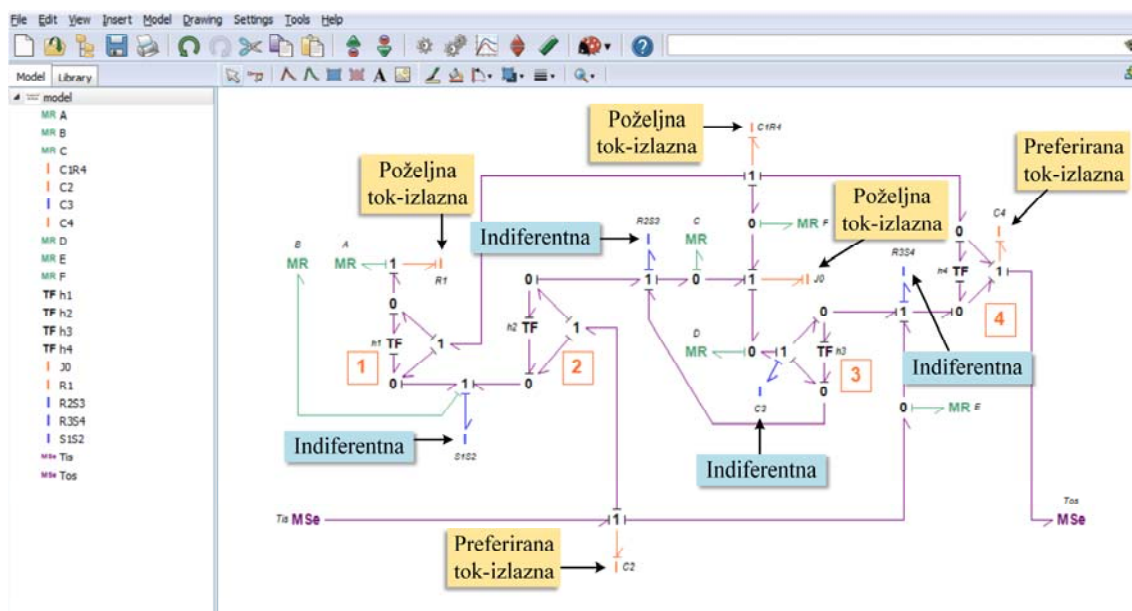 File Edit View Insert Model Drawing Settings Tools Help
Model Library
model
MR A
MR B
MR C
C1R4
C2
C3
C4
MR D
MR E
MR F
TF h1
TF h2
TF h3
TF h4
J0
R1
R2S3
R3S4
S1S2
MSe Tis
MSe Tos
Poželjna
tok-izlazna
C1R4
Preferirana
tok-izlazna
Poželjna
tok-izlazna
1
Poželjna
tok-izlazna
C4
Indiferentna
R2S3
C
MR
0
MR F
0
R3S4
B
MR
A
MR
1
R1
0
1
0
1
J0
h4 TF
1
0
0
1
0
4
h1 TF
1
1
h2 TF
1
2
D
MR
0
1
TF h3
3
Indiferentna
0
1
0
0
S1S2
C3
0
MR E
Indiferentna
Indiferentna
Tis MSe
1
Tos
MSe
Preferirana
tok-izlazna
C2